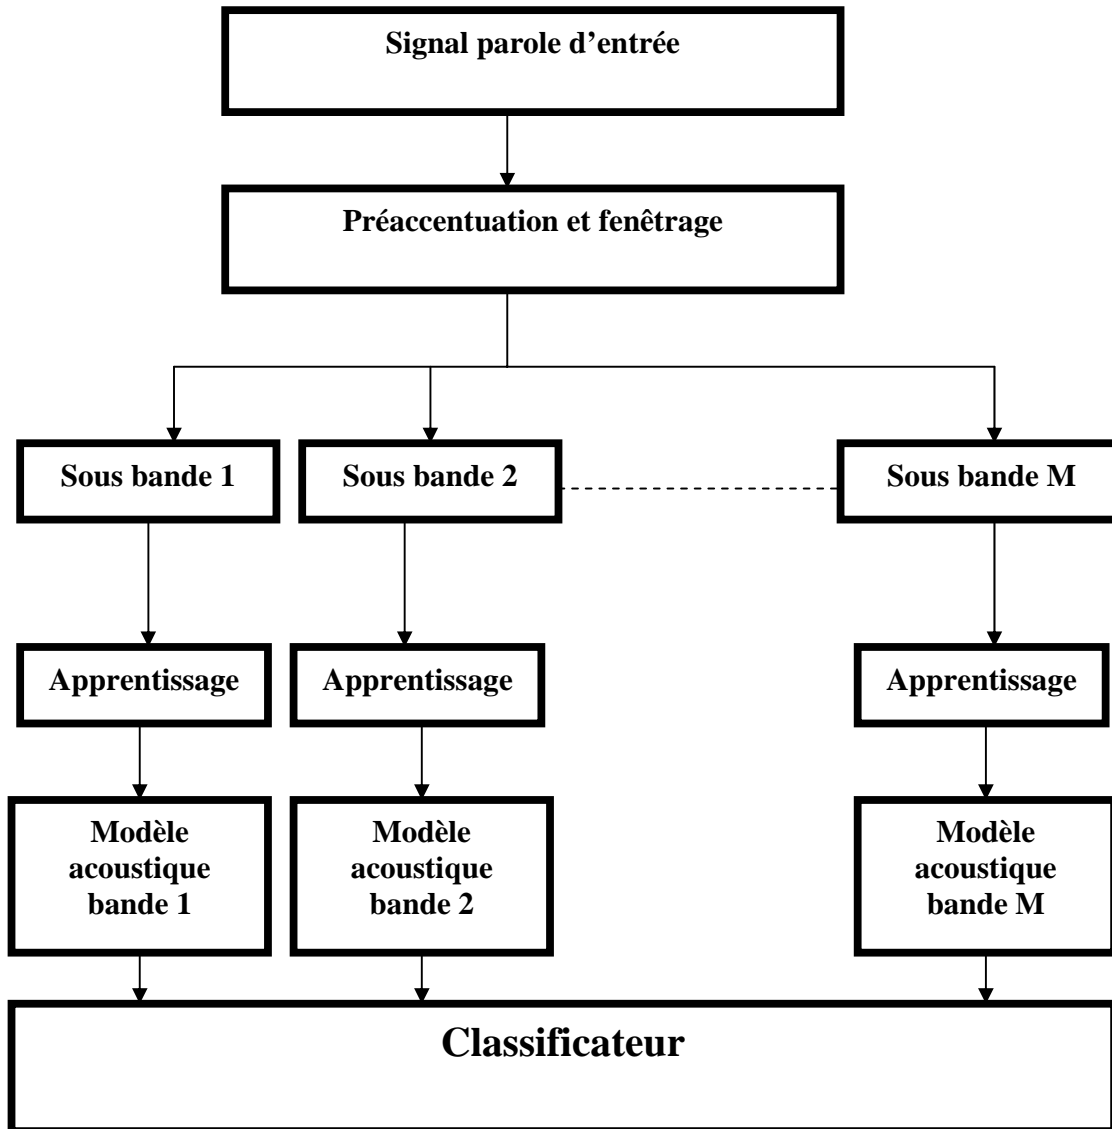 Signal parole d’entrée
Préaccentuation et fenêtrage
Sous bande 1
Sous bande 2
Sous bande M
Apprentissage
Apprentissage
Apprentissage
Modèle
acoustique
bande 1
Modèle
acoustique
bande 2
Modèle
acoustique
bande M
Classificateur